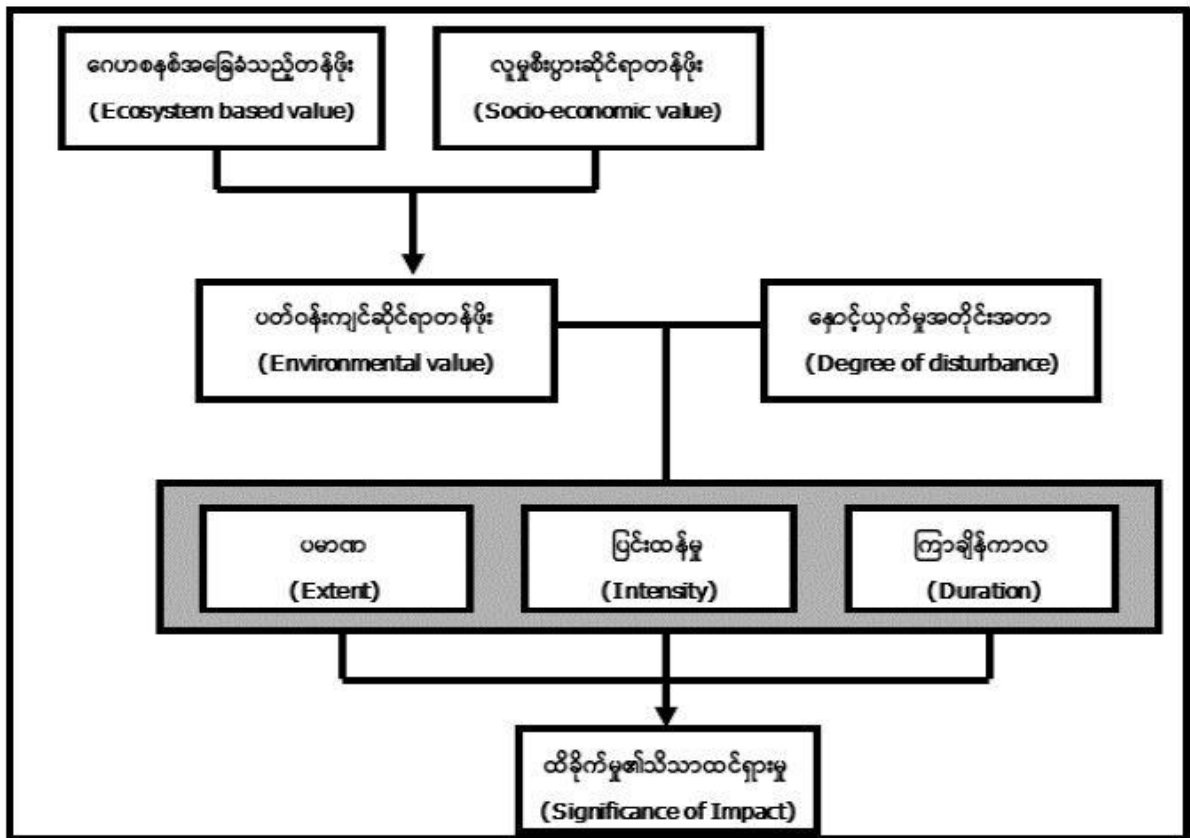 ဂေဟစနစ်အခြေခံသည့်တန်ဖိုး
(Ecosystem based value)
လူမှုစီးပွားဆိုင်ရာတန်ဖိုး
(Socio-economic value)
ပတ်ဝန်းကျင်ဆိုင်ရာတန်ဖိုး
(Environmental value)
နှောင့်ယှက်မှုအတိုင်းအတာ
(Degree of disturbance)
ပမာဏ
(Extent)
ပြင်းထန်မှု
(Intensity)
ကြာချိန်ကာလ
(Duration)
ထိခိုက်မှု၏သိသာထင်ရှားမှု
(Significance of Impact)